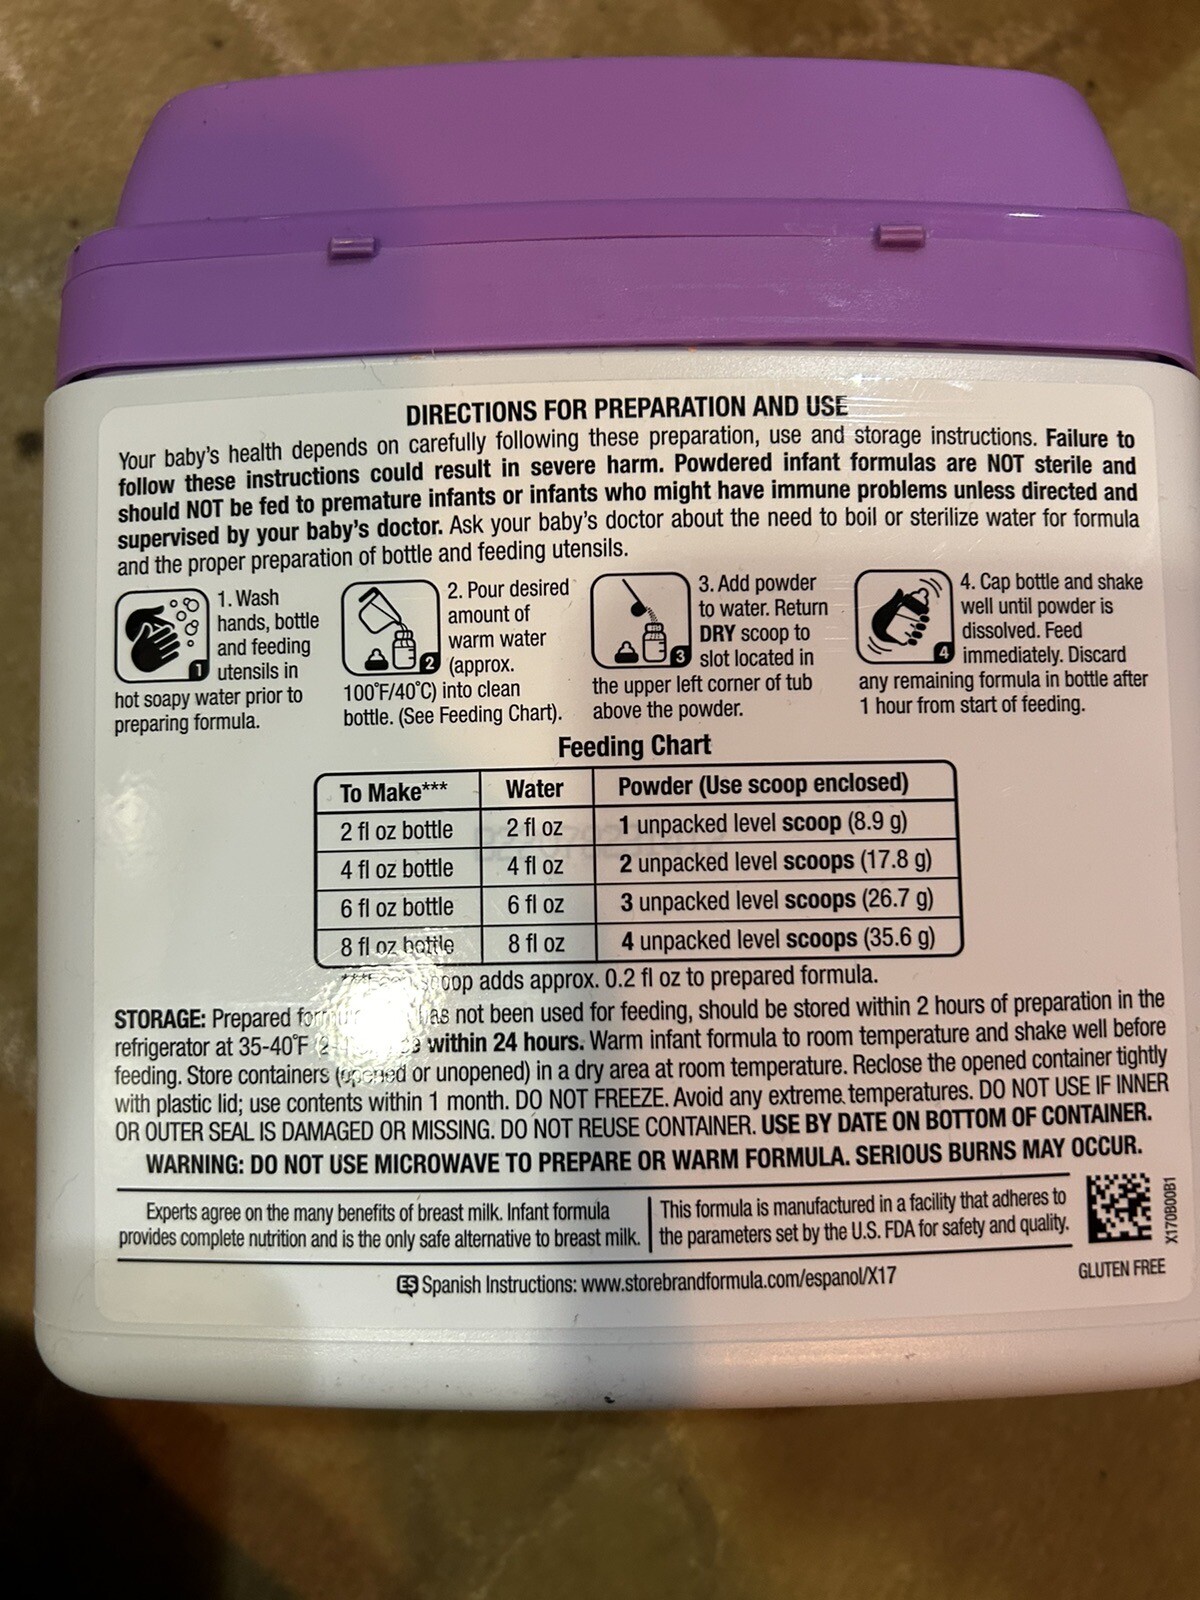 DIRECTIONS FOR PREPARATION AND USE
Your baby's health depends on carefully following these preparation, use and storage instructions. Failure to
follow these instructions could result in severe harm. Powdered infant formulas are NOT sterile and
should NOT be fed to premature infants or infants who might have immune problems unless directed and
supervised by your baby's doctor. Ask your baby's doctor about the need to boil or sterilize water for formula
and the proper preparation of bottle and feeding utensils.
1
1. Wash
hands, bottle
and feeding
utensils in
hot soapy water prior to
preparing formula.
2
2. Pour desired
amount of
warm water
(approx.
100°F/40°C) into clean
bottle. (See Feeding Chart).
3
3. Add powder
to water. Return
DRY scoop to
slot located in
the upper left corner of tub
above the powder.
4
4. Cap bottle and shake
well until powder is
dissolved. Feed
immediately. Discard
any remaining formula in bottle after
1 hour from start of feeding.
Feeding Chart
To Make*** Water Powder (Use scoop enclosed)
2 fl oz bottle 2 fl oz 1 unpacked level scoop (8.9 g)
4 fl oz bottle 4 fl oz 2 unpacked level scoops (17.8 g)
6 fl oz bottle 6 fl oz 3 unpacked level scoops (26.7 g)
8 fl oz bottle 8 fl oz 4 unpacked level scoops (35.6 g)
scoop adds approx. 0.2 fl oz to prepared formula.
STORAGE: Prepared has not been used for feeding, should be stored within 2 hours of preparation in the
refrigerator at 35-40°F within 24 hours. Warm infant formula to room temperature and shake well before
feeding. Store containers (opened or unopened) in a dry area at room temperature. Reclose the opened container tightly
with plastic lid; use contents within 1 month. DO NOT FREEZE. Avoid any extreme temperatures. DO NOT USE IF INNER
OR OUTER SEAL IS DAMAGED OR MISSING. DO NOT REUSE CONTAINER. USE BY DATE ON BOTTOM OF CONTAINER.
WARNING: DO NOT USE MICROWAVE TO PREPARE OR WARM FORMULA. SERIOUS BURNS MAY OCCUR.
Experts agree on the many benefits of breast milk. Infant formula
provides complete nutrition and is the only safe alternative to breast milk.
This formula is manufactured in a facility that adheres to
the parameters set by the U.S. FDA for safety and quality.
X170B00B1
ES Spanish Instructions: www.storebrandformula.com/espanol/X17
GLUTEN FREE